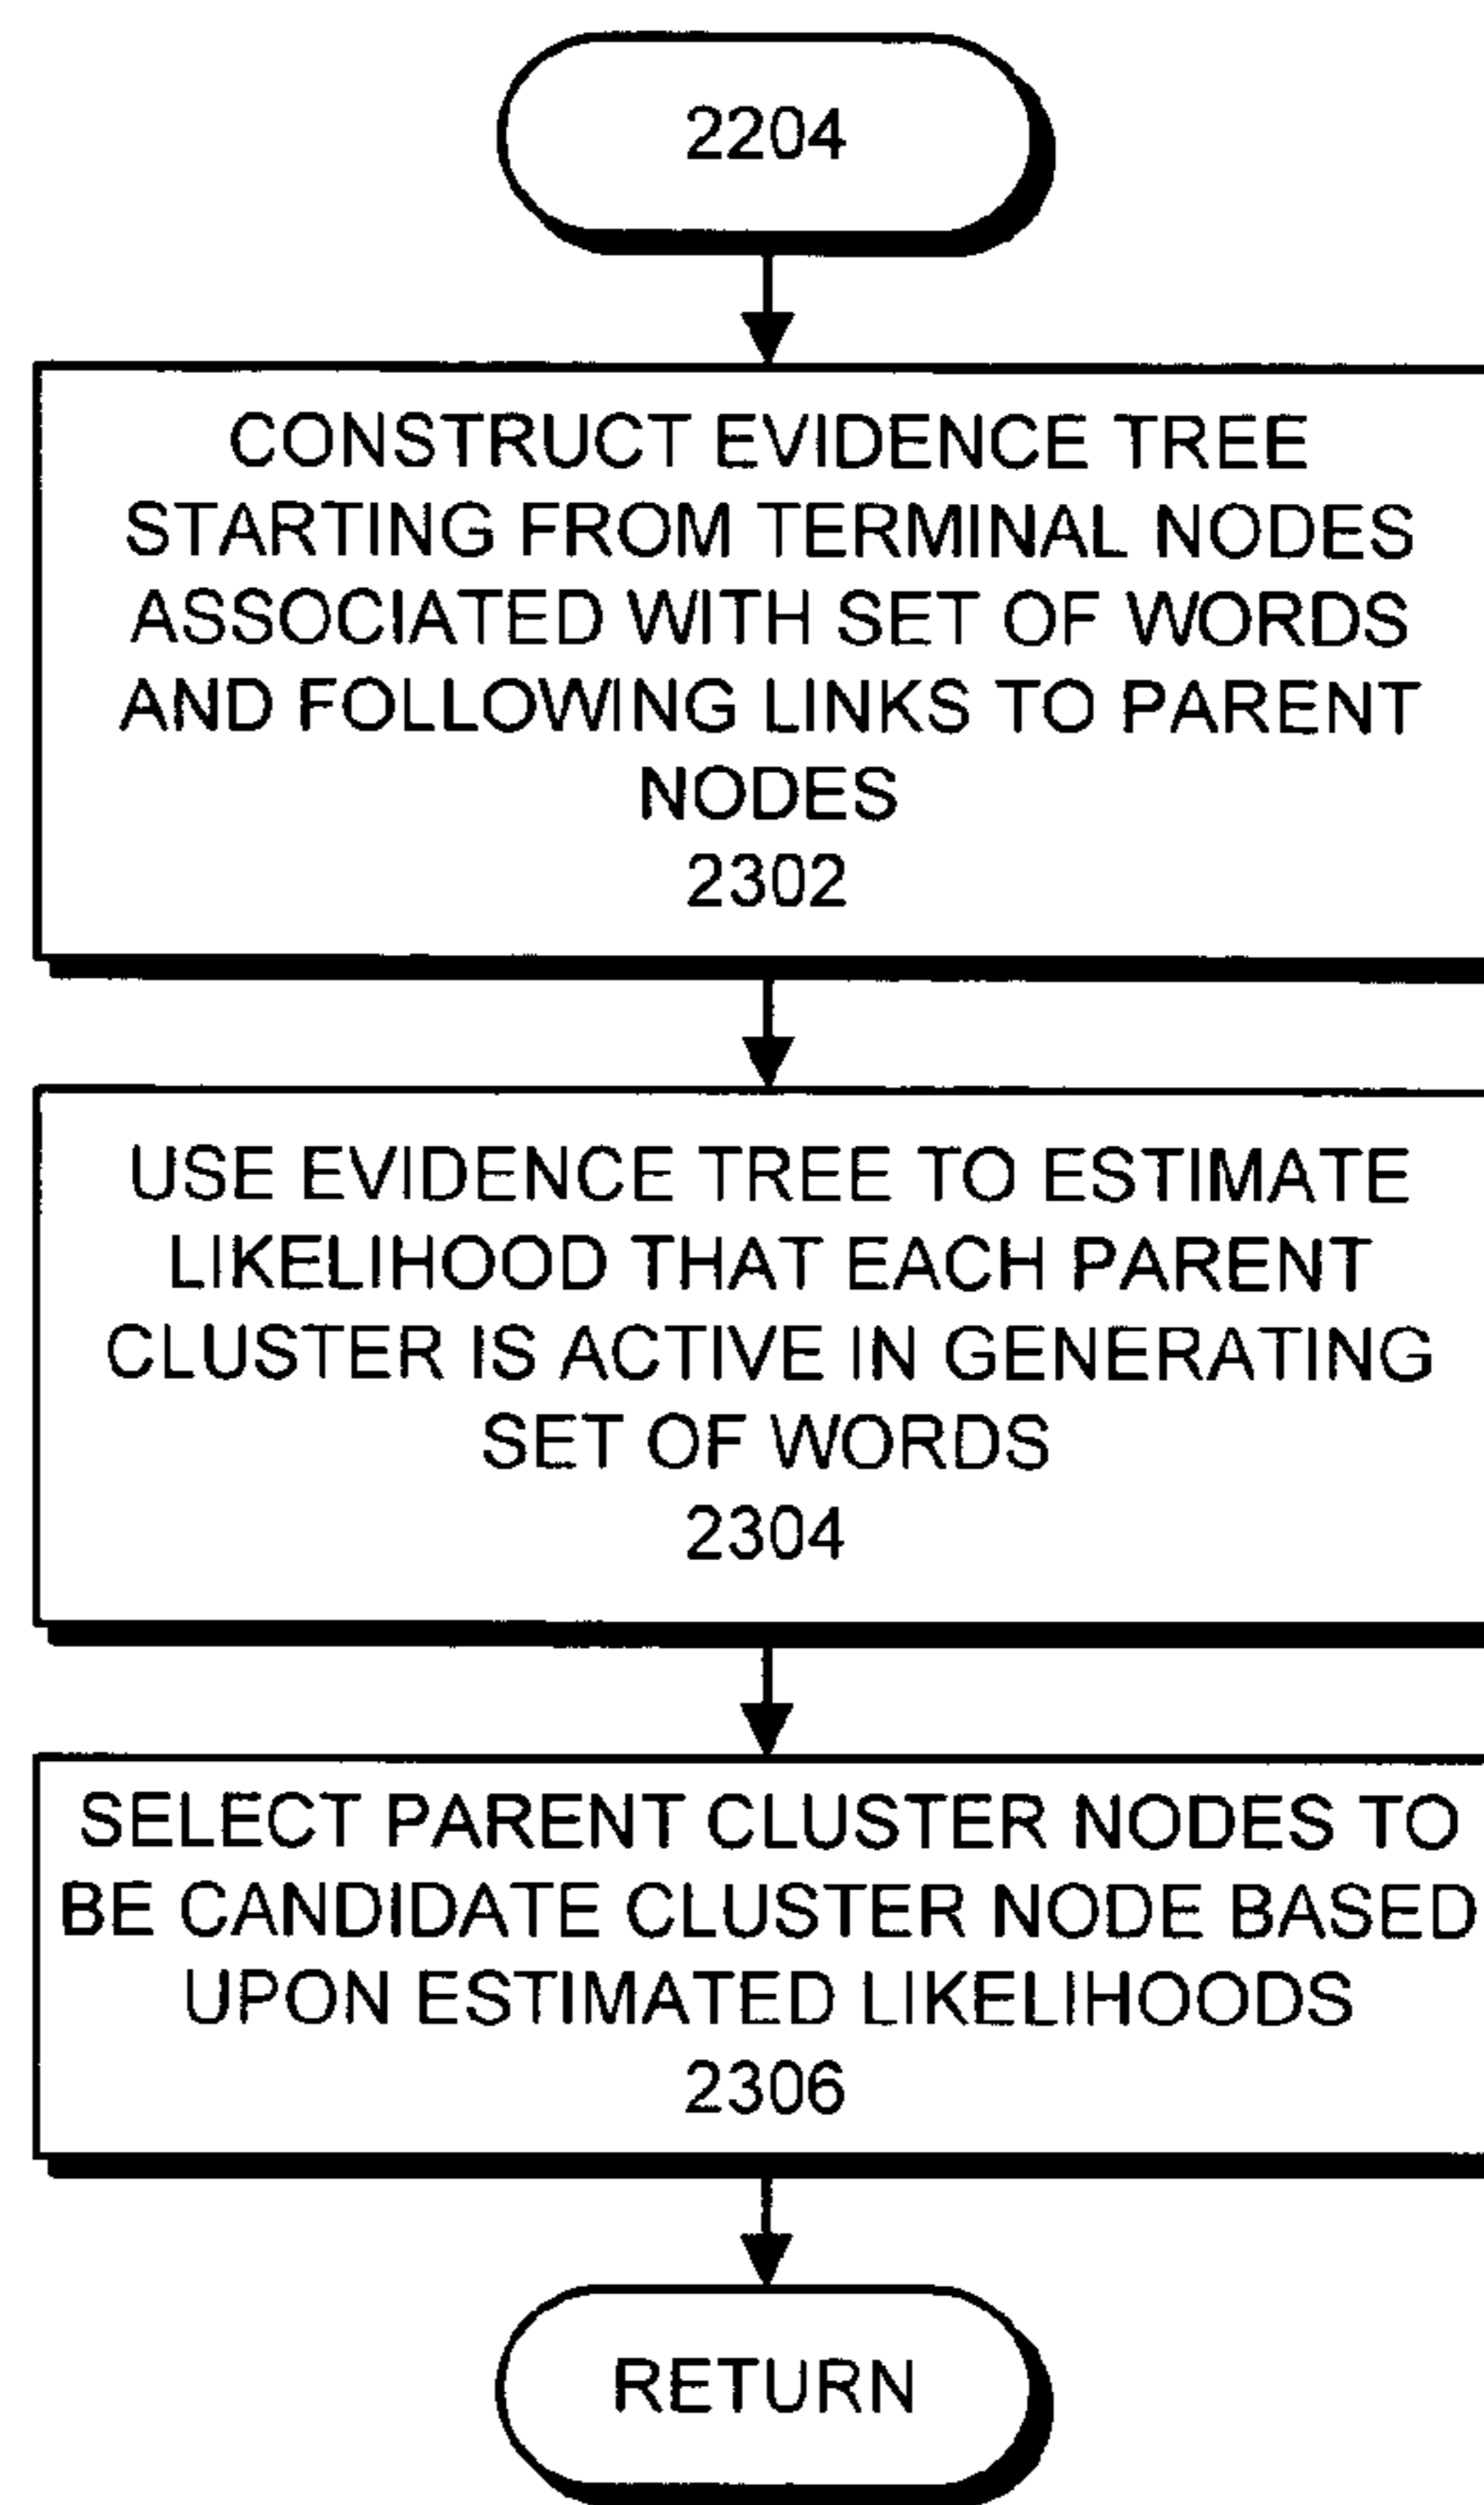 2204
CONSTRUCT EVIDENCE TREE
STARTING FROM TERMINAL NODES
ASSOCIATED WITH SET OF WORDS
AND FOLLOWING LINKS TO PARENT
NODES
2302
USE EVIDENCE TREE TO ESTIMATE
LIKELIHOOD THAT EACH PARENT
CLUSTER IS ACTIVE IN GENERATING
SET OF WORDS
2304
SELECT PARENT CLUSTER NODES TO
BE CANDIDATE CLUSTER NODE BASED
UPON ESTIMATED LIKELIHOODS
2306
RETURN